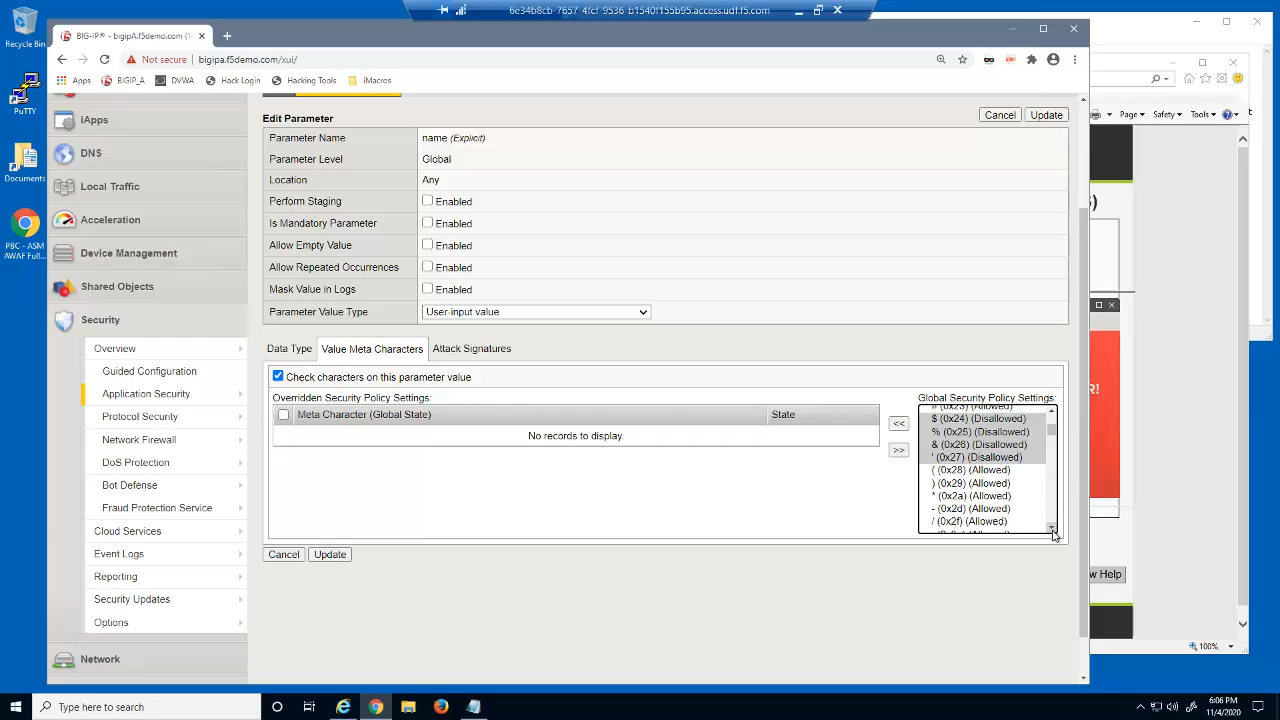 6e34b8cb-7657-4fcf-9536-b1540f155b95.access.udf.f5.com
Recycle Bin
PuTTY
Documents
PBC - ASM
AWAF Full...
BIG-IP® - bigipA.f5demo.com (1
Not secure
bigipa.f5demo.com/xui/
Apps
BIGIP_A
DVWA
Hack Login
Hacking Tools
iMacros
iApps
DNS
Local Traffic
Acceleration
Device Management
Shared Objects
Security
Overview
Guided Configuration
Application Security
Protocol Security
Network Firewall
DoS Protection
Bot Defense
Fraud Protection Service
Cloud Services
Event Logs
Reporting
Security Updates
Options
Network
Edit Parameter
Cancel
Update
Parameter Name
name (Explicit)
Parameter Level
Global
Location
Any
Perform Staging
Enabled
Is Mandatory Parameter
Enabled
Allow Empty Value
Enabled
Allow Repeated Occurrences
Enabled
Mask Value in Logs
Enabled
Parameter Value Type
User-input value
Data Type
Value Meta Characters
Attack Signatures
Check characters on this parameter value
Overridden Security Policy Settings:
Meta Character (Global State)
State
No records to display.
<<
>>
Global Security Policy Settings:
# (0x23) (Allowed)
$ (0x24) (Disallowed)
% (0x25) (Disallowed)
& (0x26) (Disallowed)
' (0x27) (Disallowed)
( (0x28) (Allowed)
) (0x29) (Allowed)
* (0x2a) (Allowed)
- (0x2d) (Allowed)
/ (0x2f) (Allowed)
Cancel
Update
Page
Safety
Tools
R!
w Help
100%
Type here to search
6:06 PM
11/4/2020